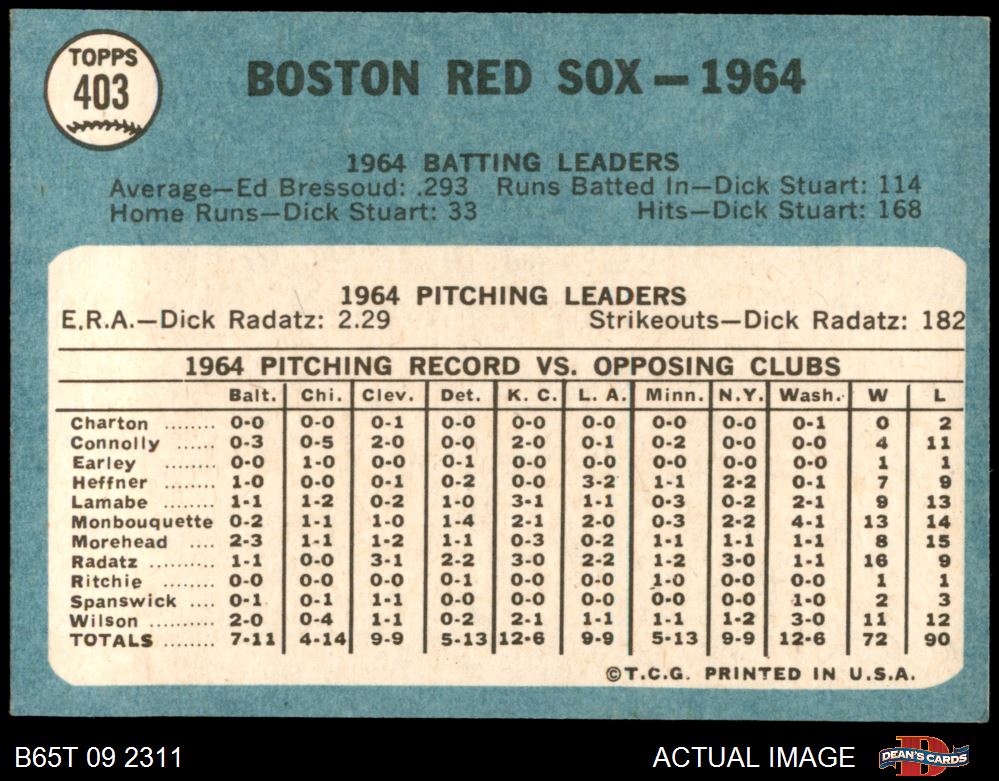 TOPPS
403
BOSTON RED SOX — 1964
1964 BATTING LEADERS
Average—Ed Bressoud: .293 Runs Batted In—Dick Stuart: 114
Home Runs—Dick Stuart: 33 Hits—Dick Stuart: 168
1964 PITCHING LEADERS
E.R.A.—Dick Radatz: 2.29 Strikeouts—Dick Radatz: 182
1964 PITCHING RECORD VS. OPPOSING CLUBS
Balt. Chi. Clev. Det. K. C. L. A. Minn. N.Y. Wash. W L
Charton ........ 0-0 0-0 0-1 0-0 0-0 0-0 0-0 0-0 0-1 0 2
Connolly ...... 0-3 0-5 2-0 0-0 2-0 0-1 0-2 0-0 0-0 4 11
Earley ......... 0-0 1-0 0-0 0-1 0-0 0-0 0-0 0-0 0-0 1 1
Heffner ........ 1-0 0-0 0-1 0-2 0-0 3-2 1-1 2-2 0-1 7 9
Lamabe ........ 1-1 1-2 0-2 1-0 3-1 1-1 0-3 0-2 2-1 9 13
Monbouquette 0-2 1-1 1-0 1-4 2-1 2-0 0-3 2-2 4-1 13 14
Morehead .... 2-3 1-1 1-2 1-1 0-3 0-2 1-1 1-1 1-1 8 15
Radatz ......... 1-1 0-0 3-1 2-2 3-0 2-2 1-2 3-0 1-1 16 9
Ritchie ......... 0-0 0-0 0-0 0-1 0-0 0-0 1-0 0-0 0-0 1 1
Spanswick .... 0-1 0-1 1-1 0-0 0-0 0-0 0-0 0-0 1-0 2 3
Wilson ......... 2-0 0-4 1-1 0-2 2-1 1-1 1-1 1-2 3-0 11 12
TOTALS ........ 7-11 4-14 9-9 5-13 12-6 9-9 5-13 9-9 12-6 72 90
©T.C.G. PRINTED IN U.S.A.
B65T 09 2311 ACTUAL IMAGE
D
DEAN'S CARDS